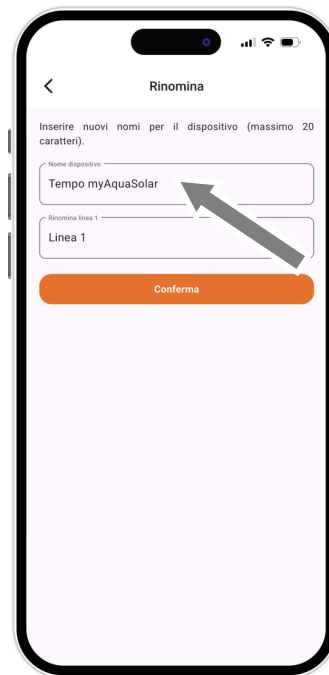 Rinomina
Inserire nuovi nomi per il dispositivo (massimo 20
caratteri).
Nome dispositivo
Tempo myAquaSolar
Rinomina linea 1
Linea 1
Conferma